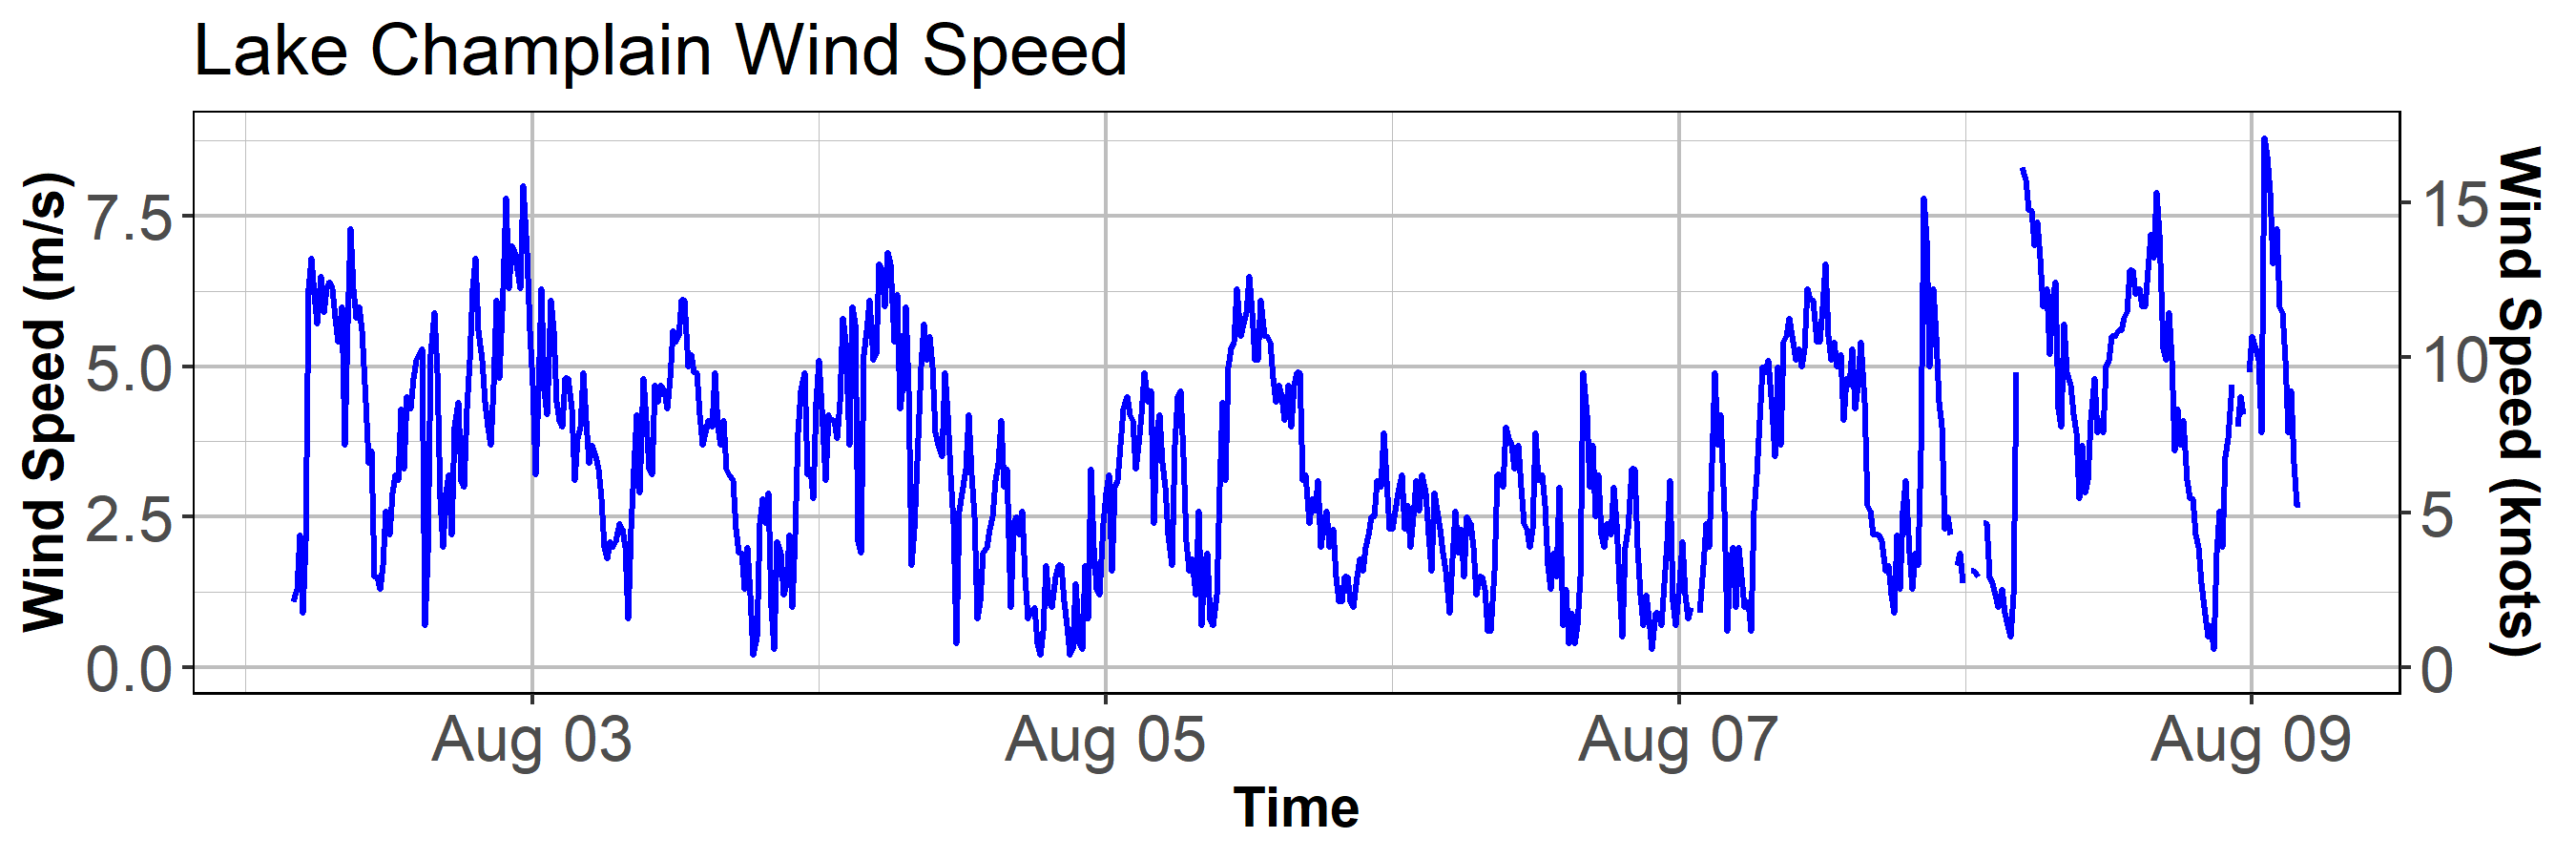 Lake Champlain Wind Speed
Wind Speed (m/s)
7.5
5.0
2.5
0.0
15
10
5
0
Wind Speed (knots)
Aug 03
Aug 05
Aug 07
Aug 09
Time